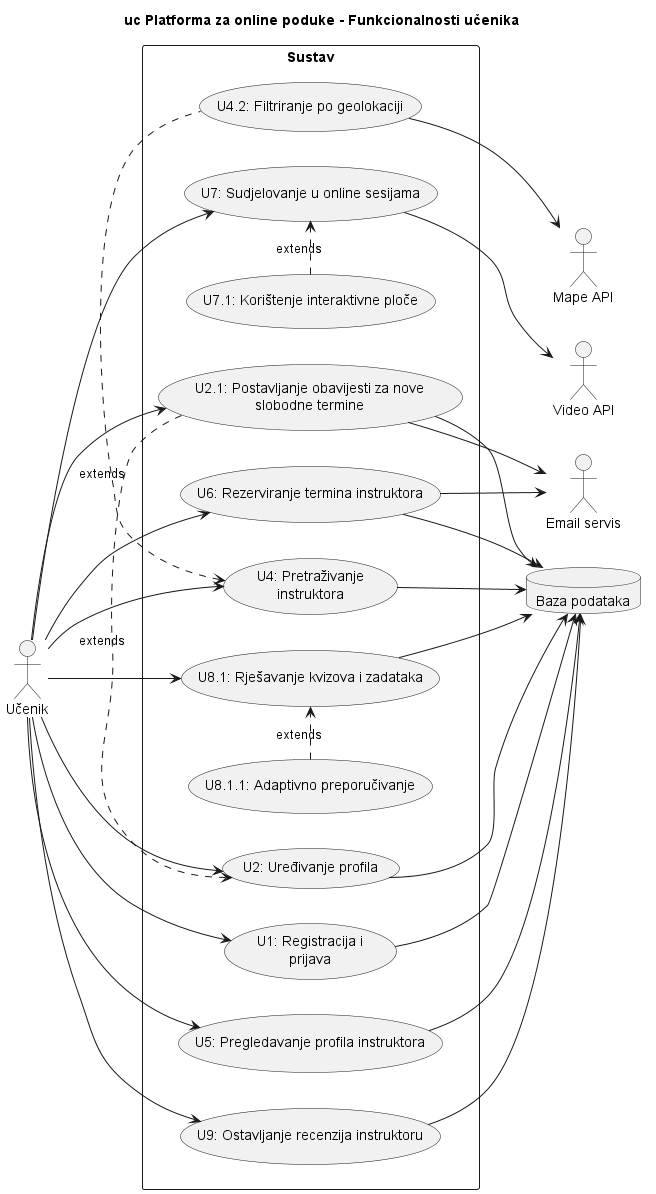 uc Platforma za online poduke - Funkcionalnosti učenika
Sustav
U4.2: Filtriranje po geolokaciji
U7: Sudjelovanje u online sesijama
extends
U7.1: Korištenje interaktivne ploče
Mape API
Video API
U2.1: Postavljanje obavijesti za nove
slobodne termine
extends
U6: Rezerviranje termina instruktora
Email servis
U4: Pretraživanje
instruktora
Baza podataka
extends
U8.1: Rješavanje kvizova i zadataka
Učenik
extends
U8.1.1: Adaptivno preporučivanje
U2: Uređivanje profila
U1: Registracija i
prijava
U5: Pregledavanje profila instruktora
U9: Ostavljanje recenzija instruktoru